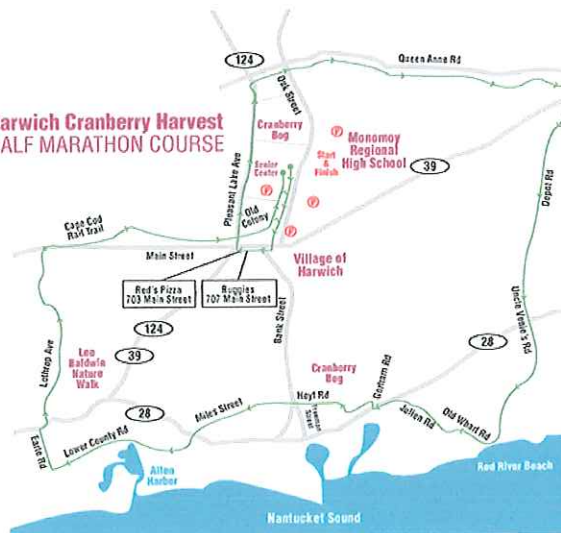 124
Queen Anne Rd
Oak Street
arwich Cranberry Harvest
ALF MARATHON COURSE
Cranberry
Bog
P
Monomoy
Regional
High School
Start
&
Finish
39
Senior
Center
P
P
P
Pleasant Lake Ave
Old
Colony
Depot Rd
Cape Cod
Rail Trail
Main Street
Village of
Harwich
Red's Pizza
703 Main Street
Ruggies
707 Main Street
Bank Street
Uncle Venie's Rd
124
39
28
Lothrop Ave
Leo
Baldwin
Nature
Walk
Cranberry
Bog
Gorham Rd
Hoyt Rd
Freeman
Street
28
Miles Street
Julien Rd
Old Wharf Rd
Earle Rd
Lower County Rd
Allen
Harbor
Red River Beach
Nantucket Sound